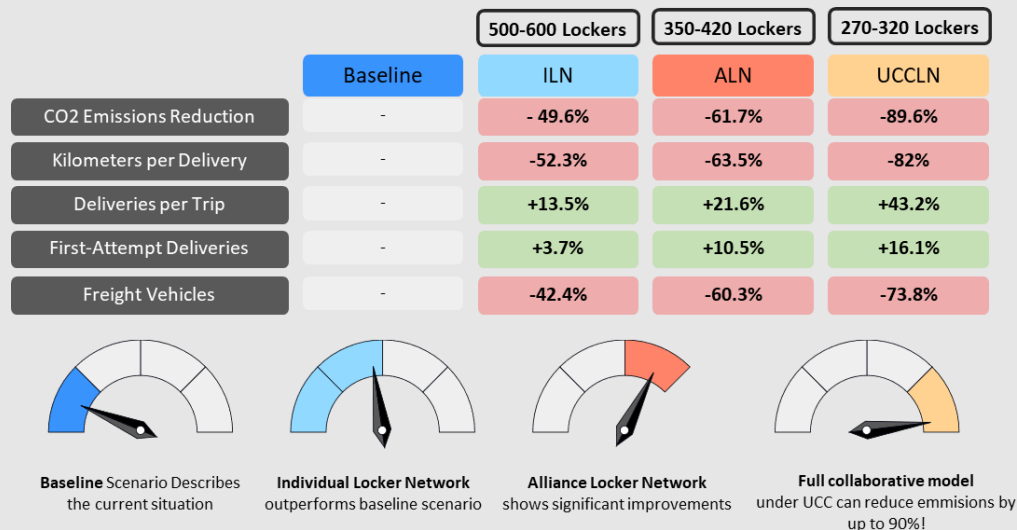 500-600 Lockers 350-420 Lockers 270-320 Lockers
Baseline ILN ALN UCCLN
CO2 Emissions Reduction - - 49.6% -61.7% -89.6%
Kilometers per Delivery - -52.3% -63.5% -82%
Deliveries per Trip - +13.5% +21.6% +43.2%
First-Attempt Deliveries - +3.7% +10.5% +16.1%
Freight Vehicles - -42.4% -60.3% -73.8%
Baseline Scenario Describes
the current situation
Individual Locker Network
outperforms baseline scenario
Alliance Locker Network
shows significant improvements
Full collaborative model
under UCC can reduce emmisions by
up to 90%!